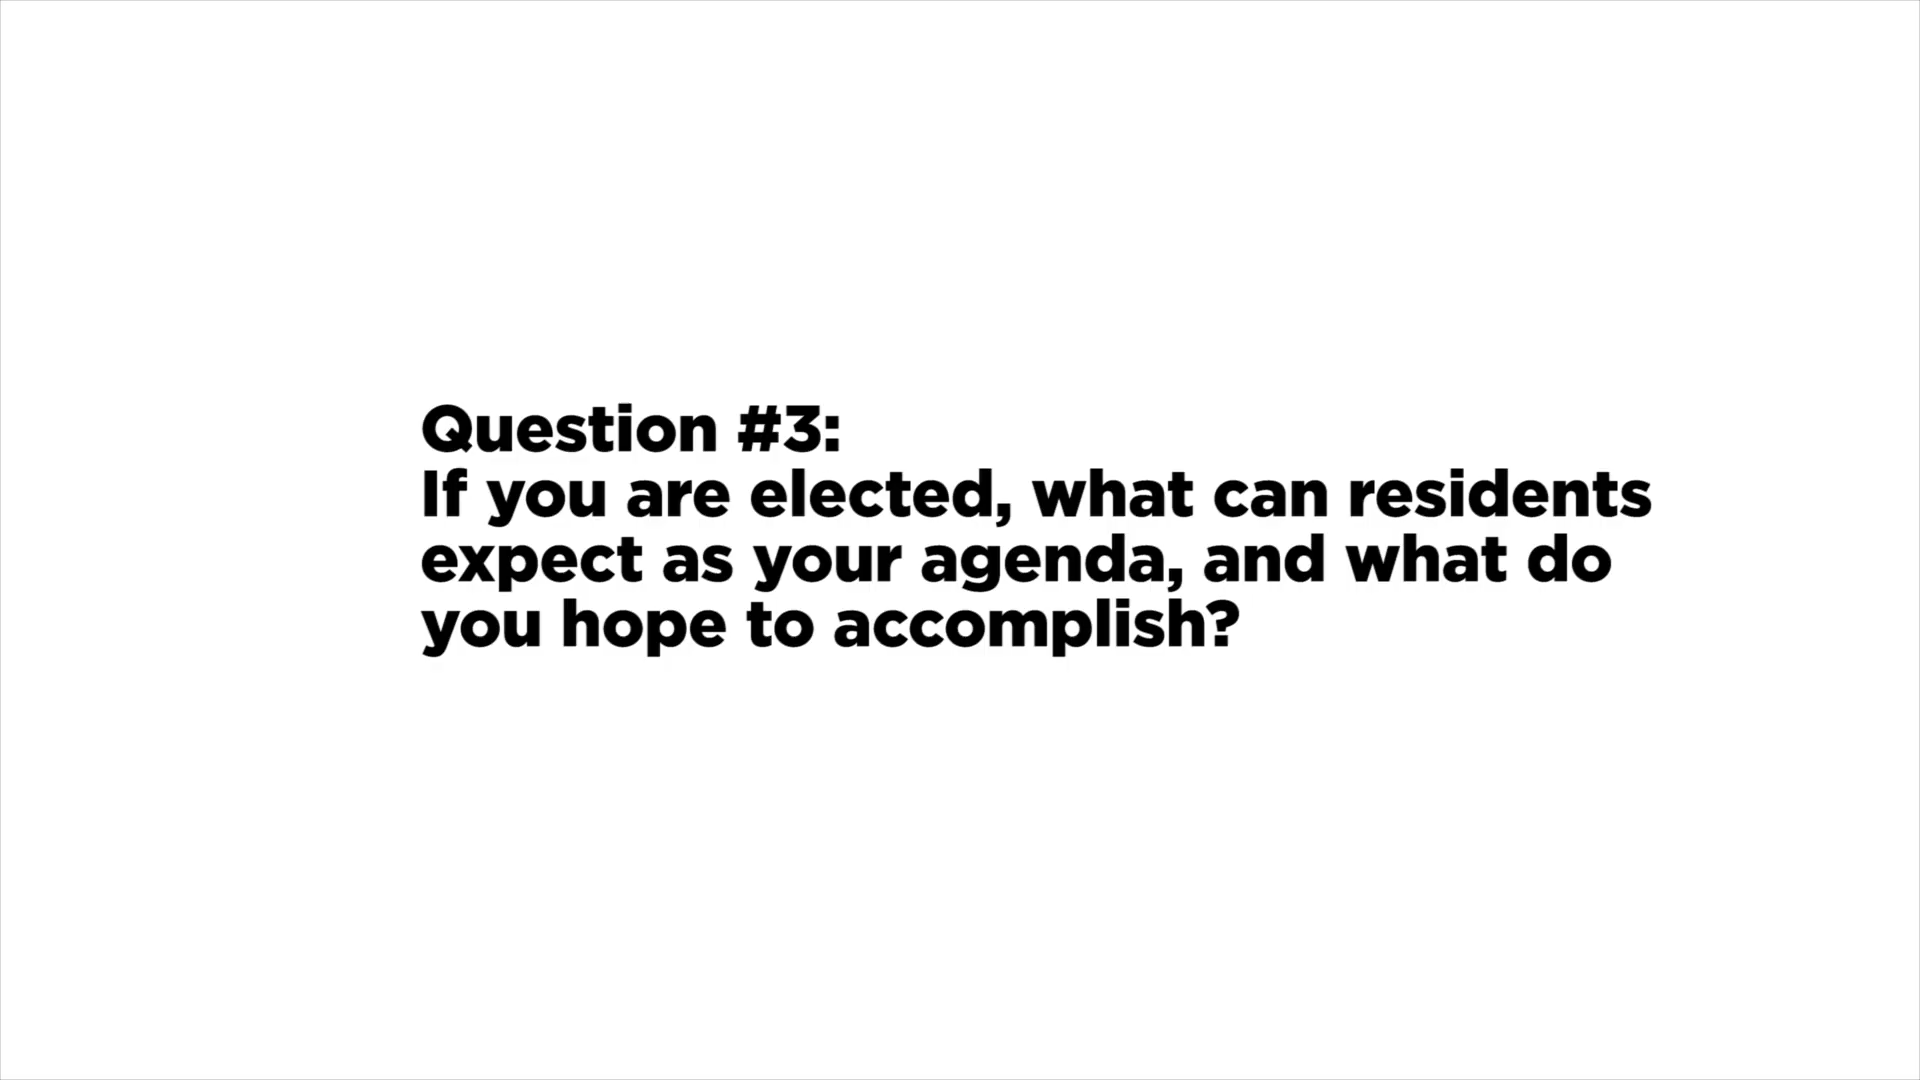 Question #3:
If you are elected, what can residents
expect as your agenda, and what do
you hope to accomplish?